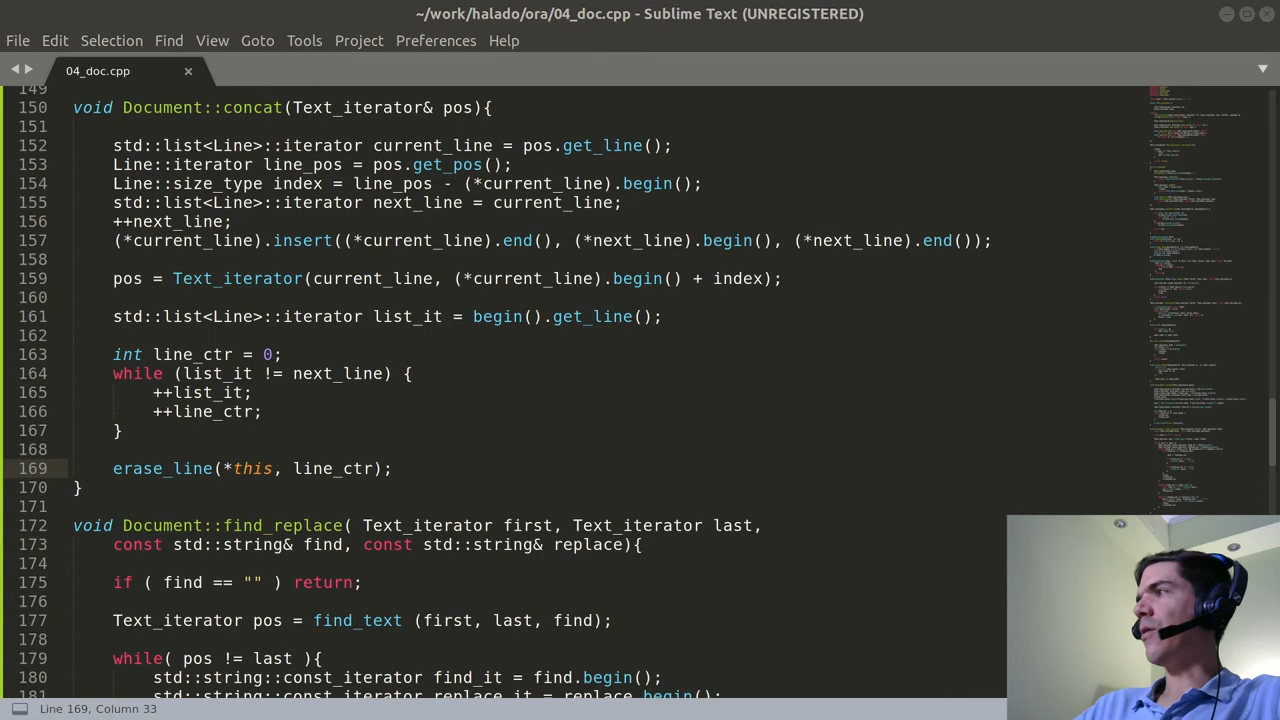 ~/work/halado/ora/04_doc.cpp - Sublime Text (UNREGISTERED)
File Edit Selection Find View Goto Tools Project Preferences Help
04_doc.cpp
149
150 void Document::concat(Text_iterator& pos){
151
152 std::list<Line>::iterator current_line = pos.get_line();
153 Line::iterator line_pos = pos.get_pos();
154 Line::size_type index = line_pos - (*current_line).begin();
155 std::list<Line>::iterator next_line = current_line;
156 ++next_line;
157 (*current_line).insert((*current_line).end(), (*next_line).begin(), (*next_line).end());
158
159 pos = Text_iterator(current_line, (*current_line).begin() + index);
160
161 std::list<Line>::iterator list_it = begin().get_line();
162
163 int line_ctr = 0;
164 while (list_it != next_line) {
165 ++list_it;
166 ++line_ctr;
167 }
168
169 erase_line(*this, line_ctr);
170 }
171
172 void Document::find_replace( Text_iterator first, Text_iterator last,
173 const std::string& find, const std::string& replace){
174
175 if ( find == "" ) return;
176
177 Text_iterator pos = find_text (first, last, find);
178
179 while( pos != last ){
180 std::string::const_iterator find_it = find.begin();
181 std::string::const_iterator replace_it = replace.begin();
Line 169, Column 33